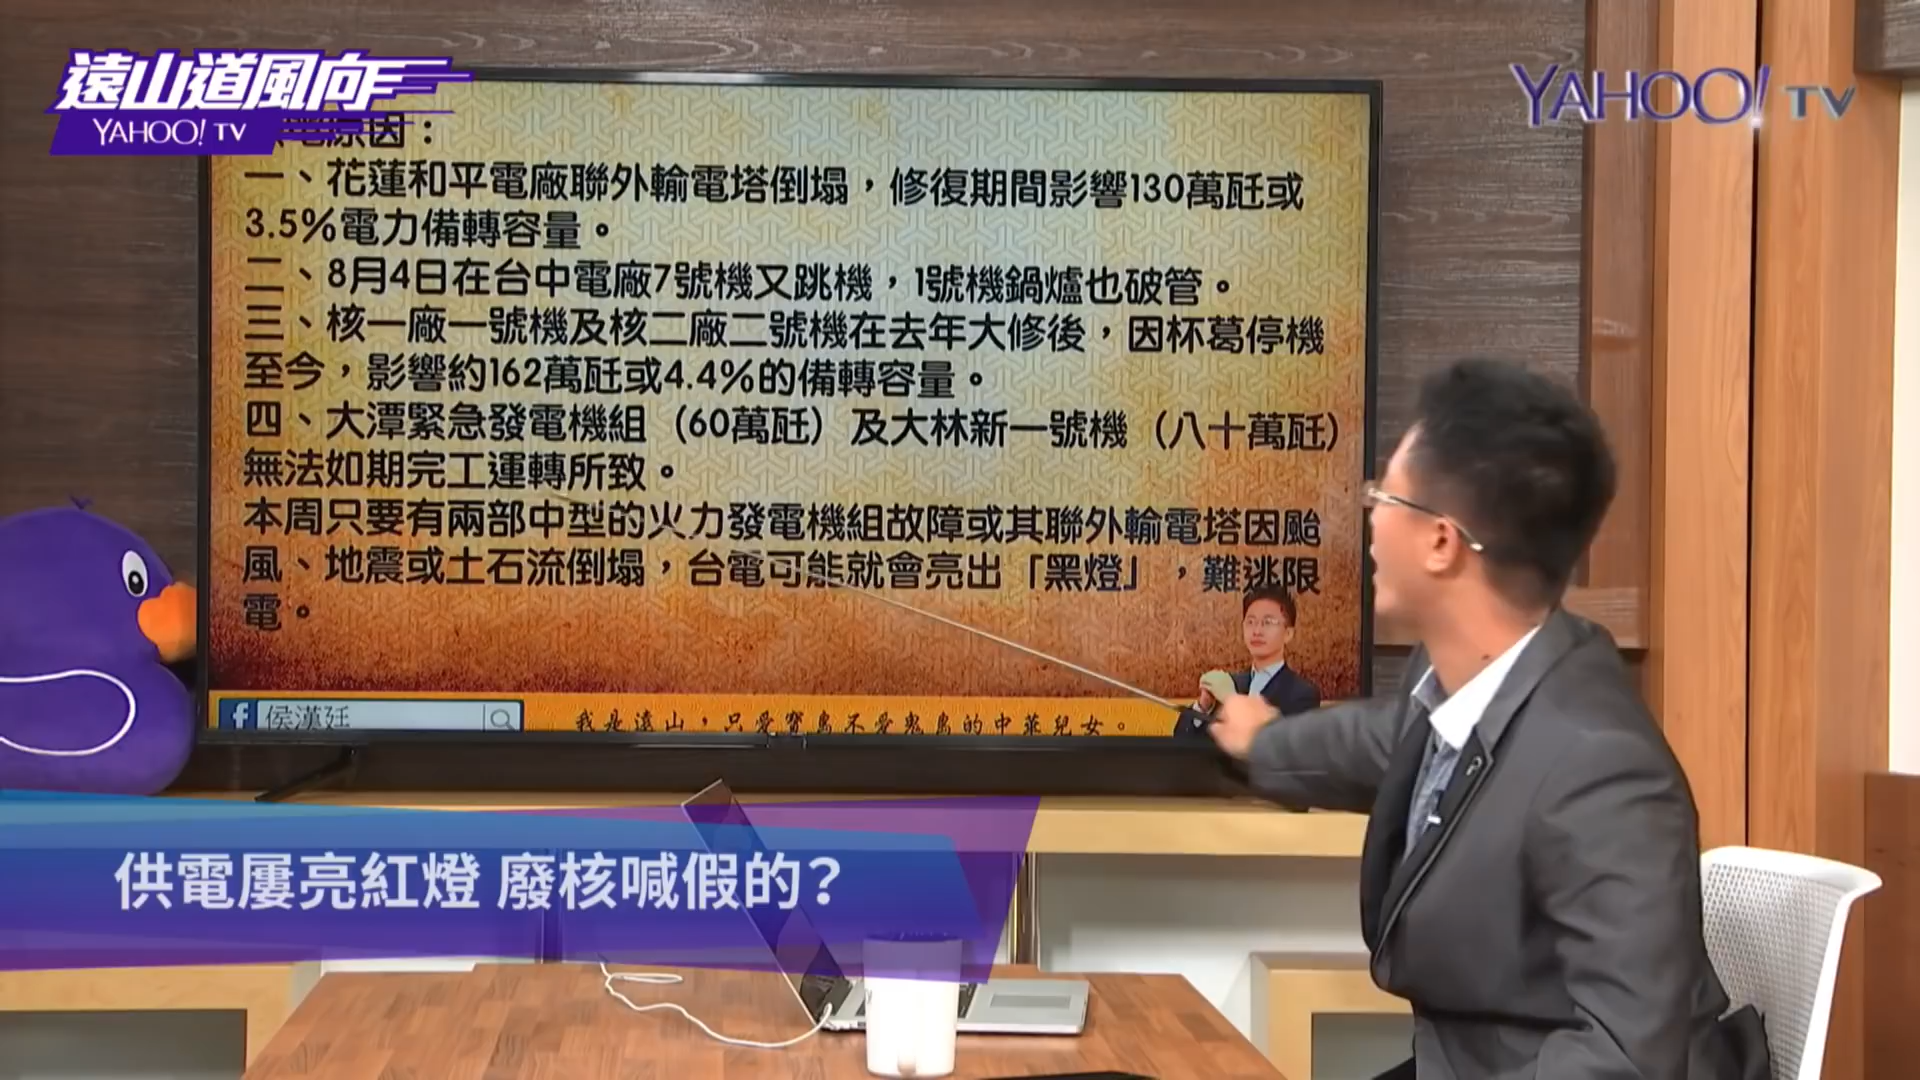 遠山道風向
YAHOO! TV
YAHOO! TV
原因：
一、花蓮和平電廠聯外輸電塔倒塌，修復期間影響130萬瓩或
3.5%電力備轉容量。
二、8月4日在台中電廠7號機又跳機，1號機鍋爐也破管。
三、核一廠一號機及核二廠二號機在去年大修後，因杯葛停機
至今，影響約162萬瓩或4.4%的備轉容量。
四、大潭緊急發電機組（60萬瓩）及大林新一號機（八十萬瓩）
無法如期完工運轉所致。
本周只要有兩部中型的火力發電機組故障或其聯外輸電塔因颱
風、地震或土石流倒塌，台電可能就會亮出「黑燈」，難逃限
電。
f 侯漢廷
我是遠山，只愛寶島不愛鬼島的中華兒女。
供電屢亮紅燈 廢核喊假的?